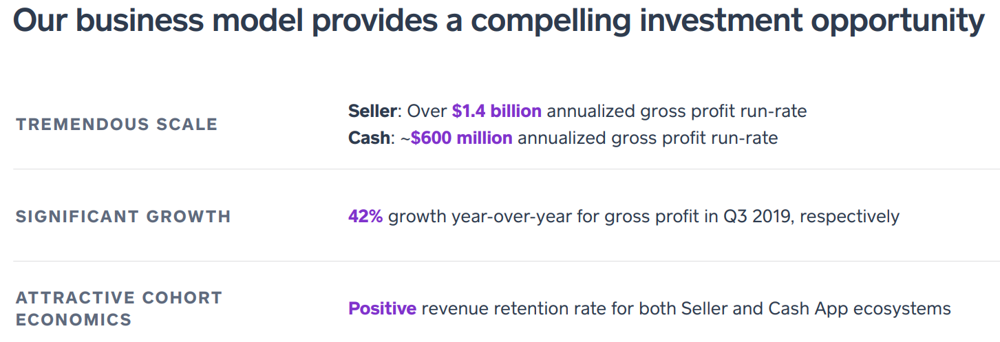 Our business model provides a compelling investment opportunity
TREMENDOUS SCALE
Seller: Over $1.4 billion annualized gross profit run-rate
Cash: ~$600 million annualized gross profit run-rate
SIGNIFICANT GROWTH
42% growth year-over-year for gross profit in Q3 2019, respectively
ATTRACTIVE COHORT
ECONOMICS
Positive revenue retention rate for both Seller and Cash App ecosystems